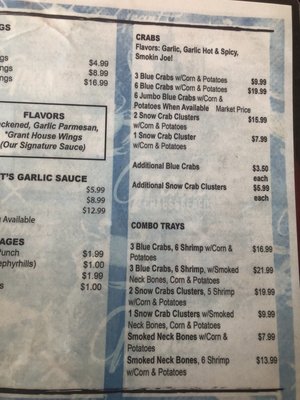 GS
ngs
ngs
ngs
$4.99
$8.99
$16.99
FLAVORS
ackened, Garlic Parmesan,
*Grant House Wings
(Our Signature Sauce)
T'S GARLIC SAUCE
$5.99
$8.99
$12.99
Available
AGES
Punch $1.99
ephyrhills) $1.00
$1.99
s $1.00
CRABS
Flavors: Garlic, Garlic Hot & Spicy,
Smokin Joe!
3 Blue Crabs w/Corn & Potatoes $9.99
6 Blue Crabs w/Corn & Potatoes $19.99
6 Jumbo Blue Crabs w/Corn &
Potatoes When Available Market Price
2 Snow Crab Clusters $15.99
w/Corn & Potatoes
1 Snow Crab Cluster $7.99
w/Corn & Potatoes
Additional Blue Crabs $3.50
each
Additional Snow Crab Clusters $5.99
each
COMBO TRAYS
3 Blue Crabs, 6 Shrimp w/Corn & $16.99
Potatoes
3 Blue Crabs, 6 Shrimp, w/Smoked $21.99
Neck Bones, Corn & Potatoes
2 Snow Crabs Clusters, 5 Shrimp $19.99
w/Corn & Potatoes
1 Snow Crab Clusters w/Smoked $9.99
Neck Bones, Corn & Potatoes
Smoked Neck Bones w/Corn & $7.99
Potatoes
Smoked Neck Bones, 6 Shrimp $13.99
w/Corn & Potatoes